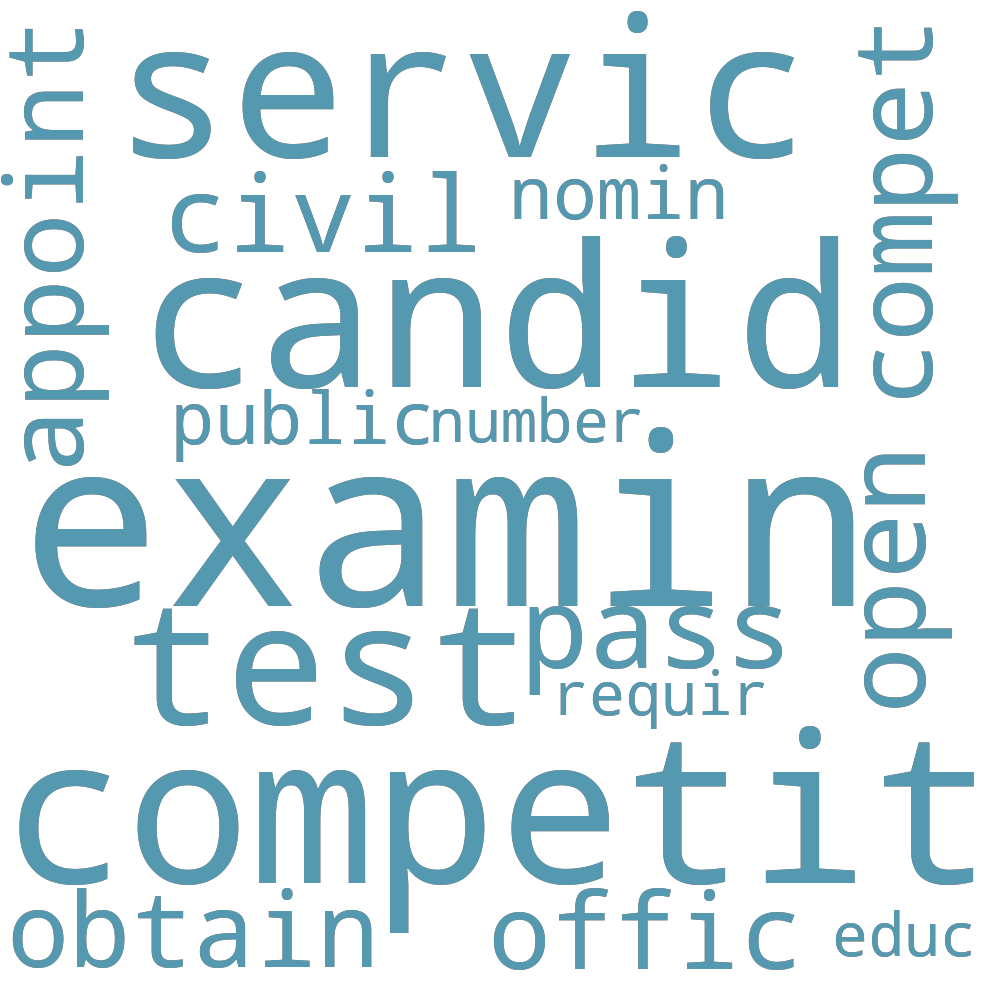 servic
appoint
compet
civil
nomin
candid
public
number
examin
open
test
pass
requir
competit
obtain
offic
educ